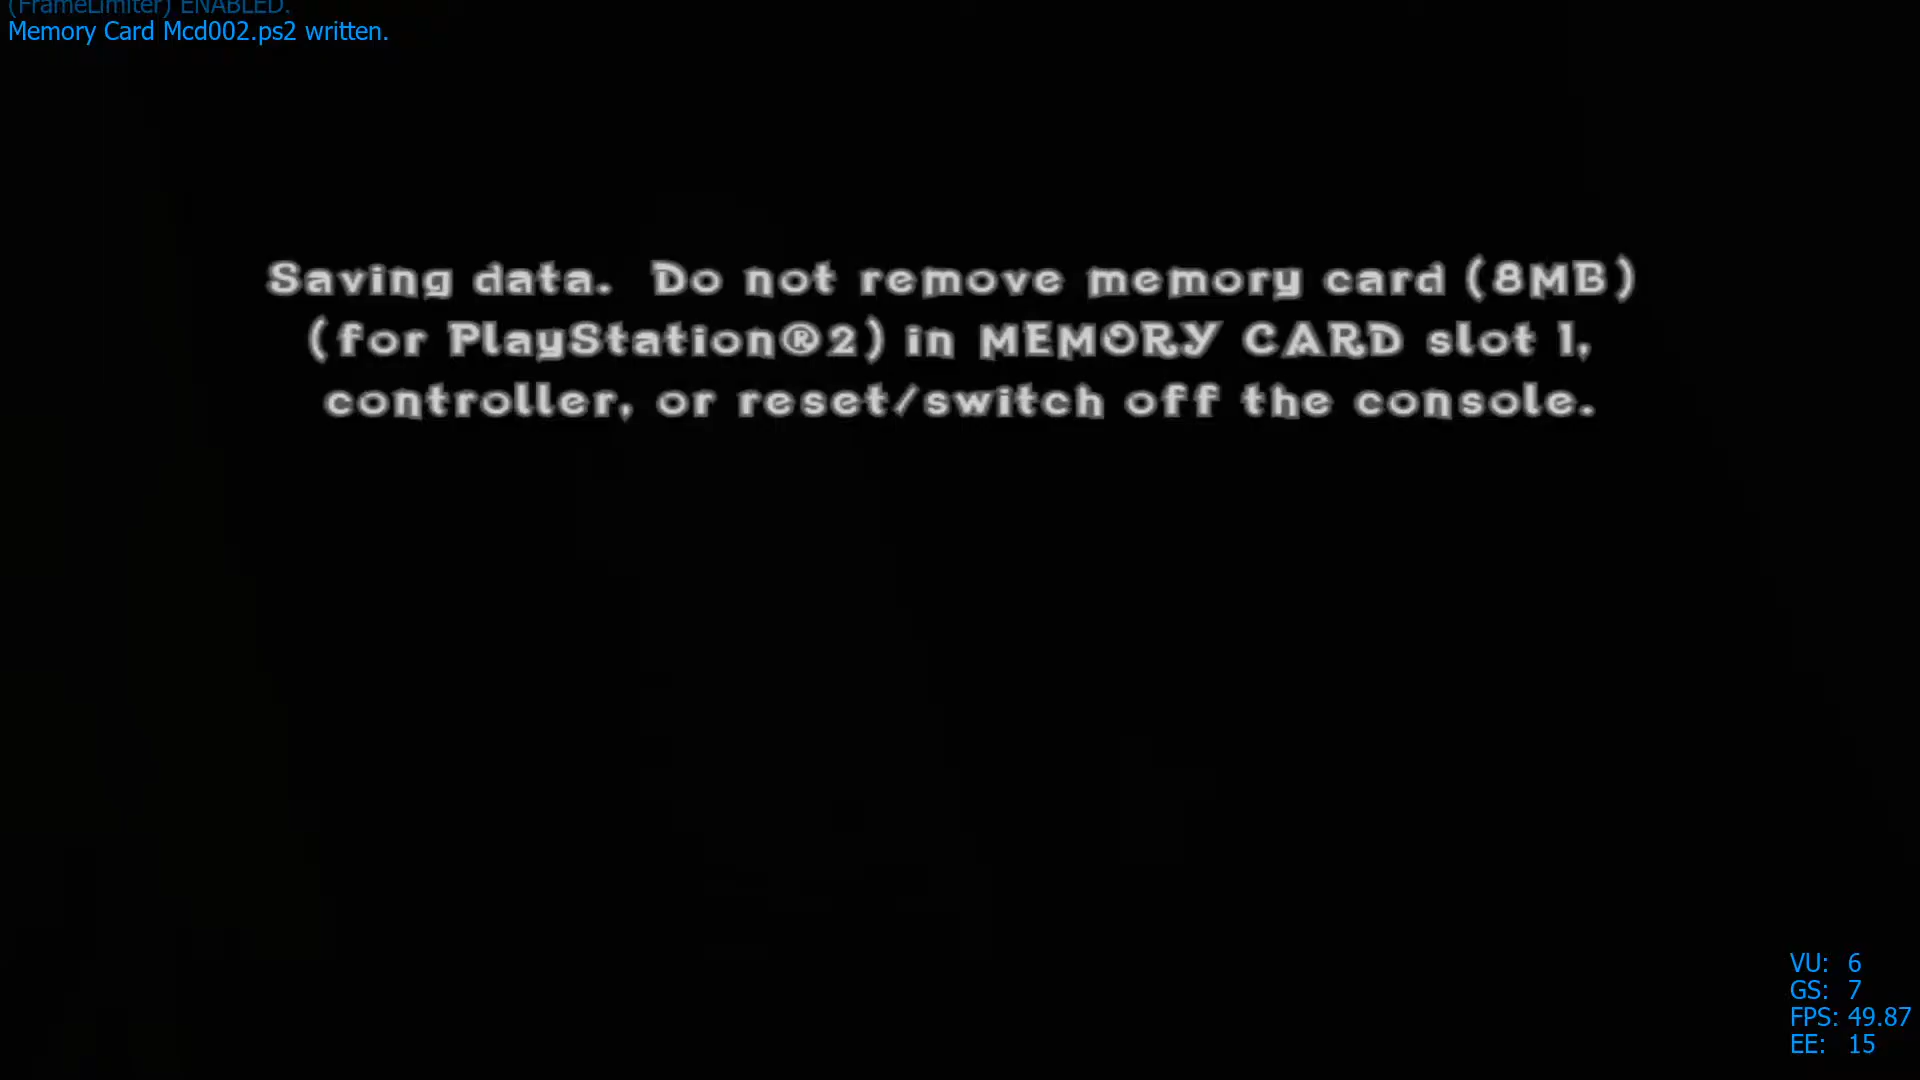 (FrameLimiter) ENABLED.
Memory Card Mcd002.ps2 written.
Saving data. Do not remove memory card (8MB)
(for PlayStation®2) in MEMORY CARD slot 1,
controller, or reset/switch off the console.
VU: 6
GS: 7
FPS: 49.87
EE: 15